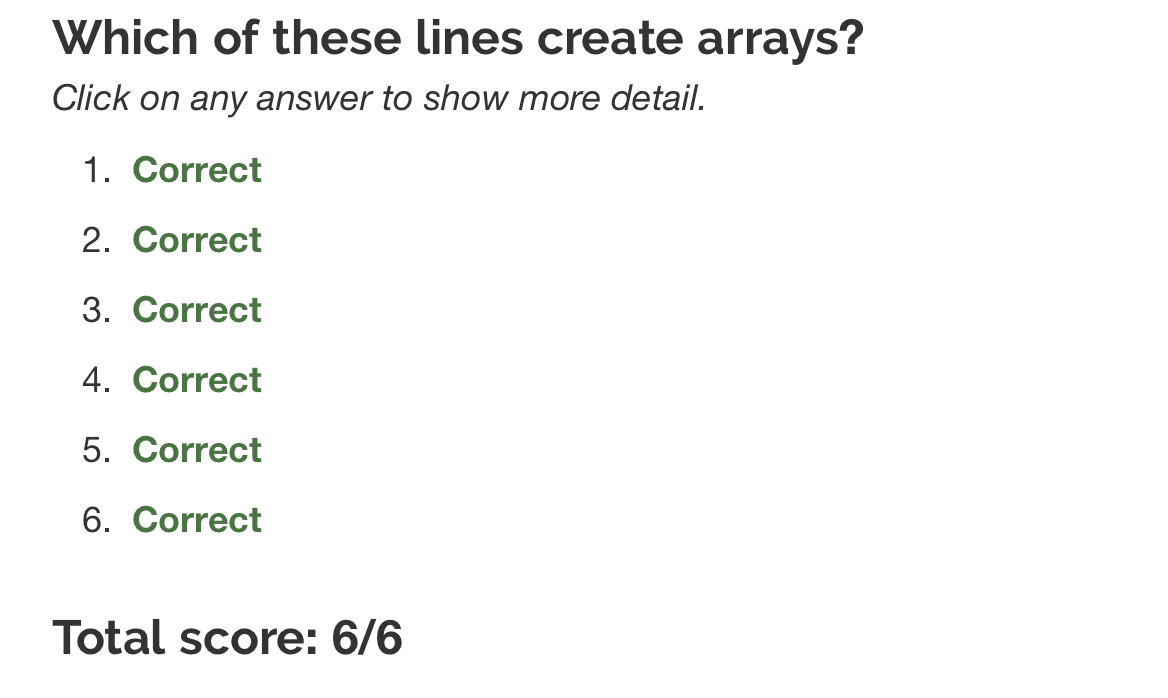 Which of these lines create arrays?
Click on any answer to show more detail.
1. Correct
2. Correct
3. Correct
4. Correct
5. Correct
6. Correct
Total score: 6/6